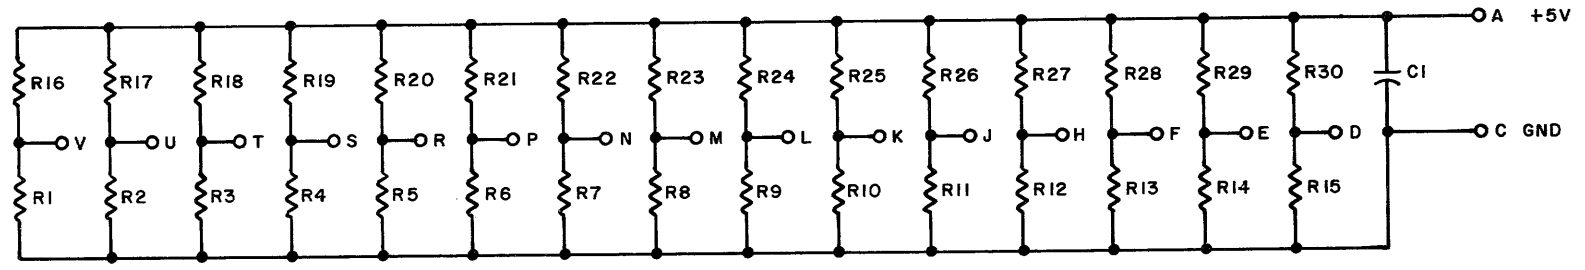 A +5V
R16 R17 R18 R19 R20 R21 R22 R23 R24 R25 R26 R27 R28 R29 R30 C1
V U T S R P N M L K J H F E D C GND
R1 R2 R3 R4 R5 R6 R7 R8 R9 R10 R11 R12 R13 R14 R15